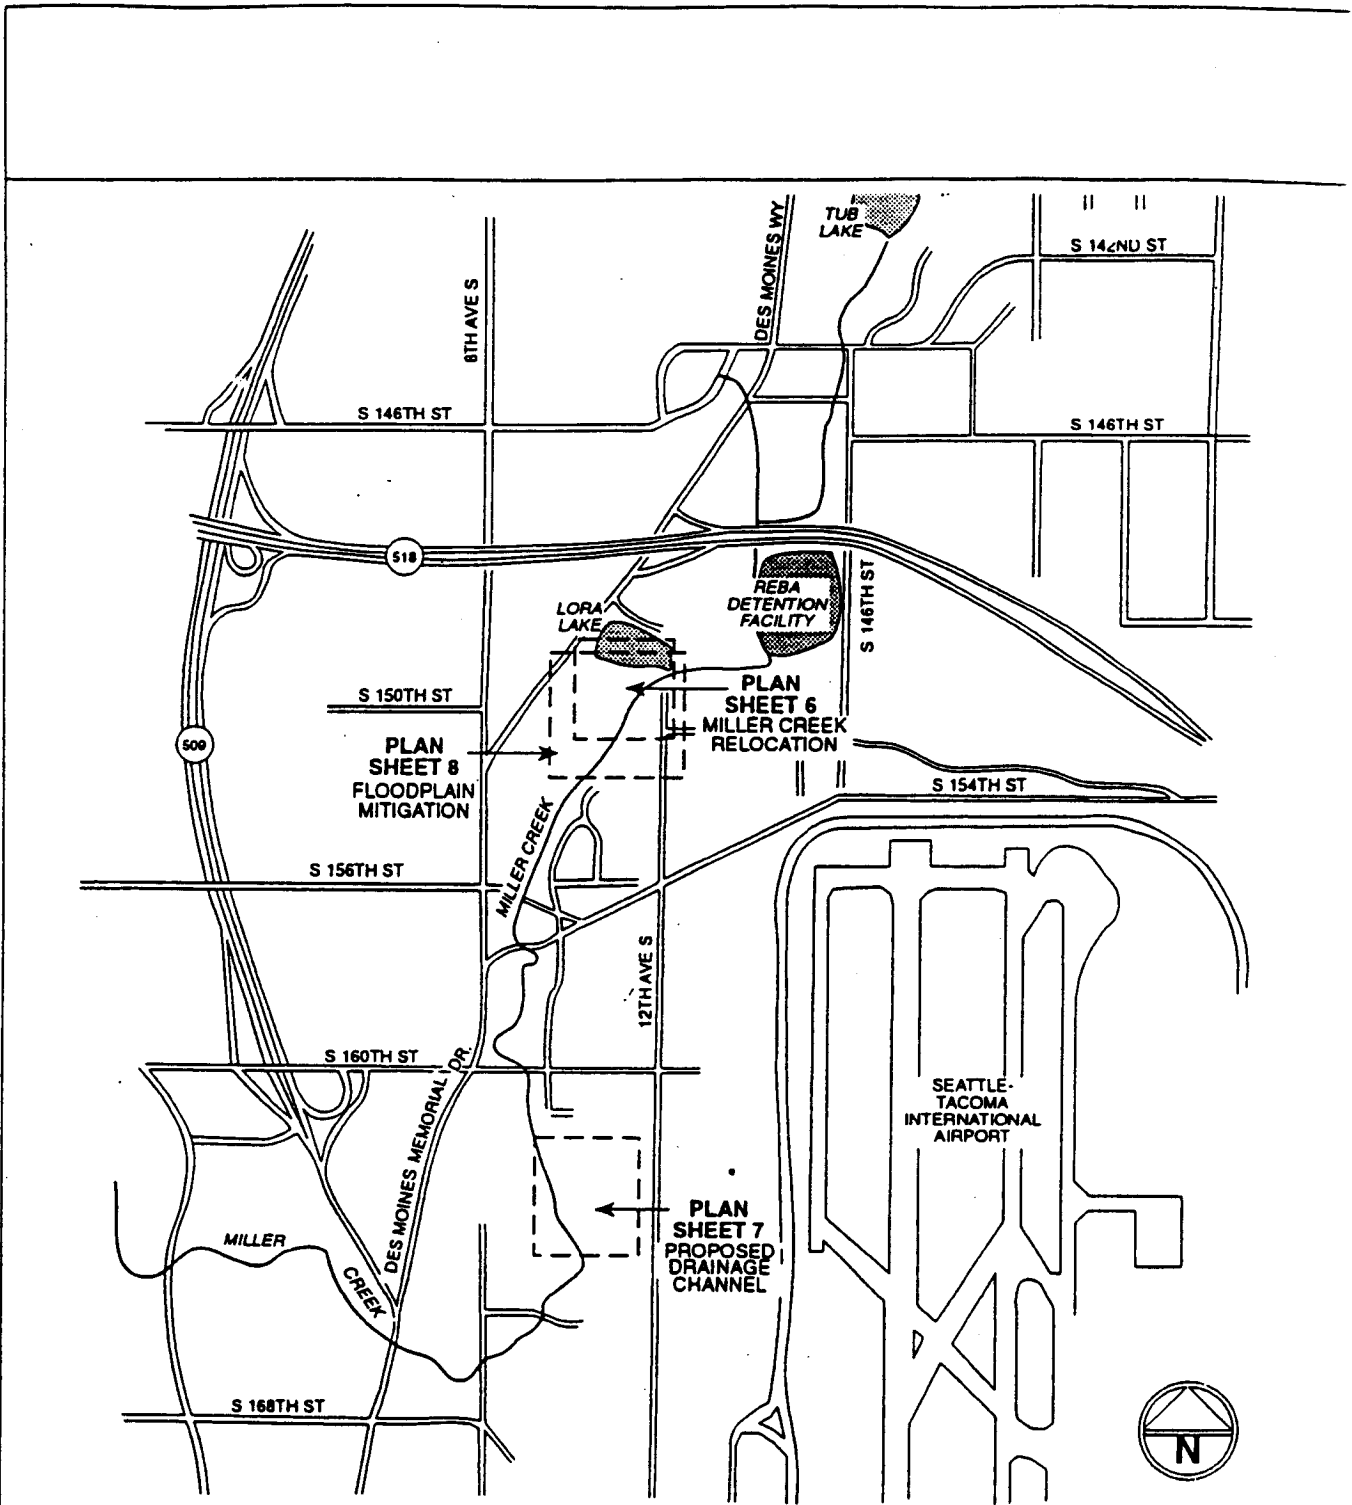 TUB
LAKE
DES MOINES WY
S 142ND ST
8TH AVE S
S 146TH ST
S 146TH ST
518
REBA
DETENTION
FACILITY
S 146TH ST
LORA
LAKE
PLAN
SHEET 6
MILLER CREEK
RELOCATION
S 150TH ST
509
PLAN
SHEET 8
FLOODPLAIN
MITIGATION
S 154TH ST
MILLER CREEK
S 156TH ST
12TH AVE S
S 160TH ST
DES MOINES MEMORIAL DR.
SEATTLE-
TACOMA
INTERNATIONAL
AIRPORT
PLAN
SHEET 7
PROPOSED
DRAINAGE
CHANNEL
MILLER
CREEK
S 168TH ST
N